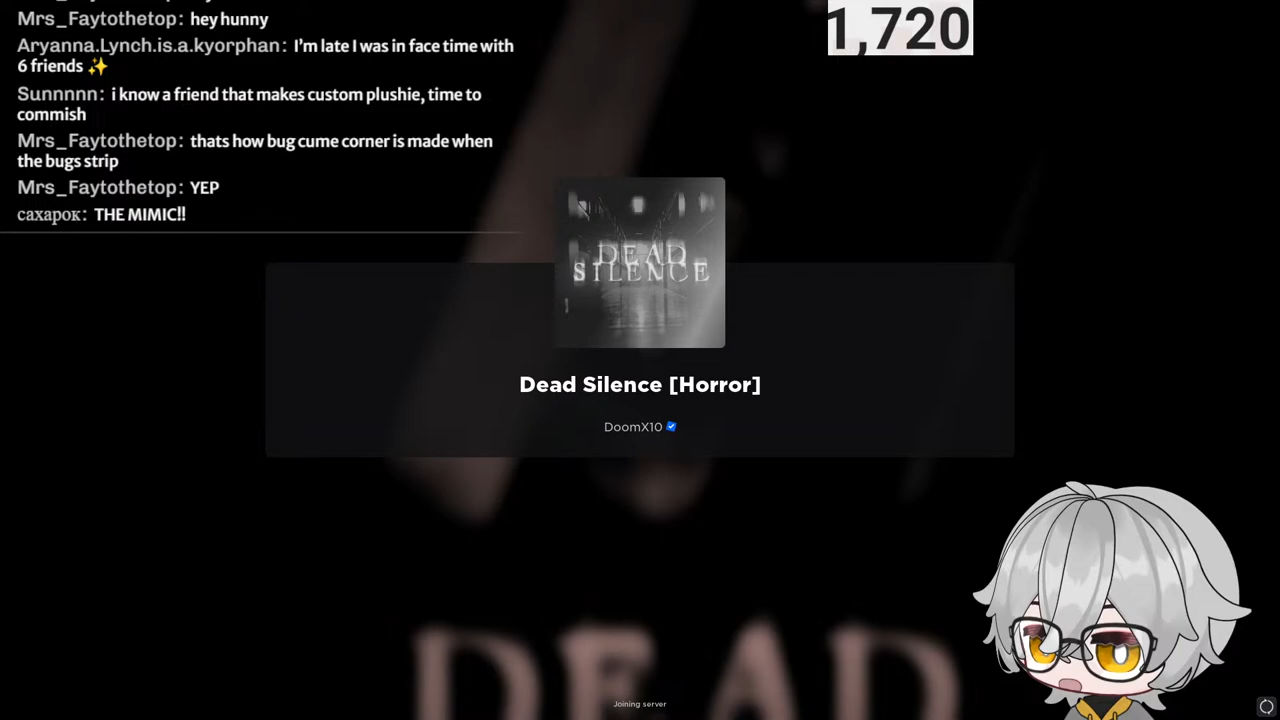 Mrs_Faytothetop: hey hunny
Aryanna.Lynch.is.a.kyorphan: I'm late I was in face time with
6 friends ✨
Sunnnnn: i know a friend that makes custom plushie, time to
commish
Mrs_Faytothetop: thats how bug cume corner is made when
the bugs strip
Mrs_Faytothetop: YEP
сахарок: THE MIMIC!!
1,720
DEAD
SILENCE
Dead Silence [Horror]
DoomX10
DEAD
Joining server